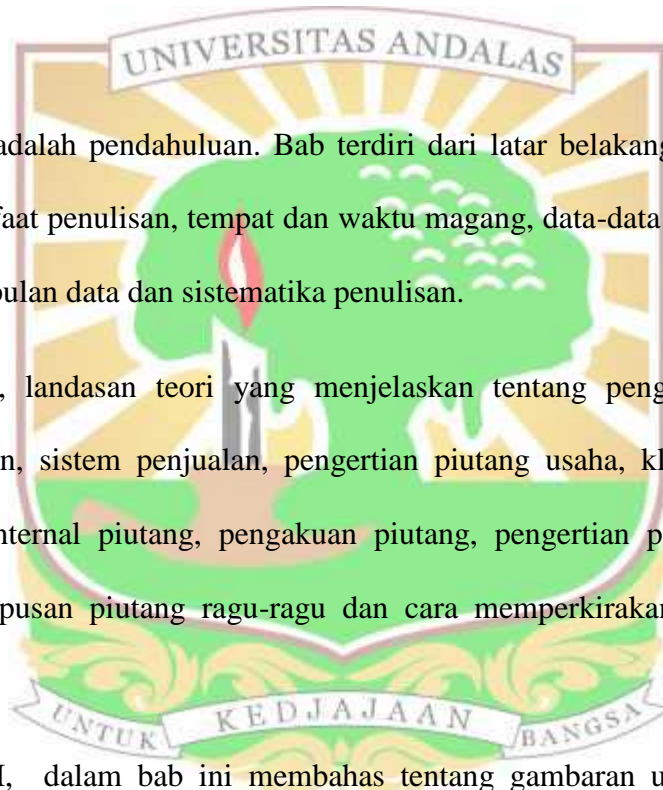 UNIVERSITAS ANDALAS
adalah pendahuluan. Bab terdiri dari latar belakang
faat penulisan, tempat dan waktu magang, data-data
pulan data dan sistematika penulisan.
, landasan teori yang menjelaskan tentang peng
n, sistem penjualan, pengertian piutang usaha, kl
nternal piutang, pengakuan piutang, pengertian p
pusan piutang ragu-ragu dan cara memperkirakan
UNTUK KEDJAJAAN BANGSA
I, dalam bab ini membahas tentang gambaran u